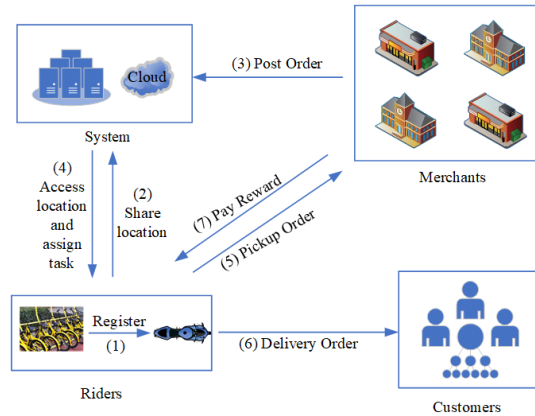 Cloud
(3) Post Order
System
Merchants
(4)
Access
location
and
assign
task
(2)
Share
location
(7) Pay Reward
(5) Pickup Order
Register
(1)
(6) Delivery Order
Riders
Customers